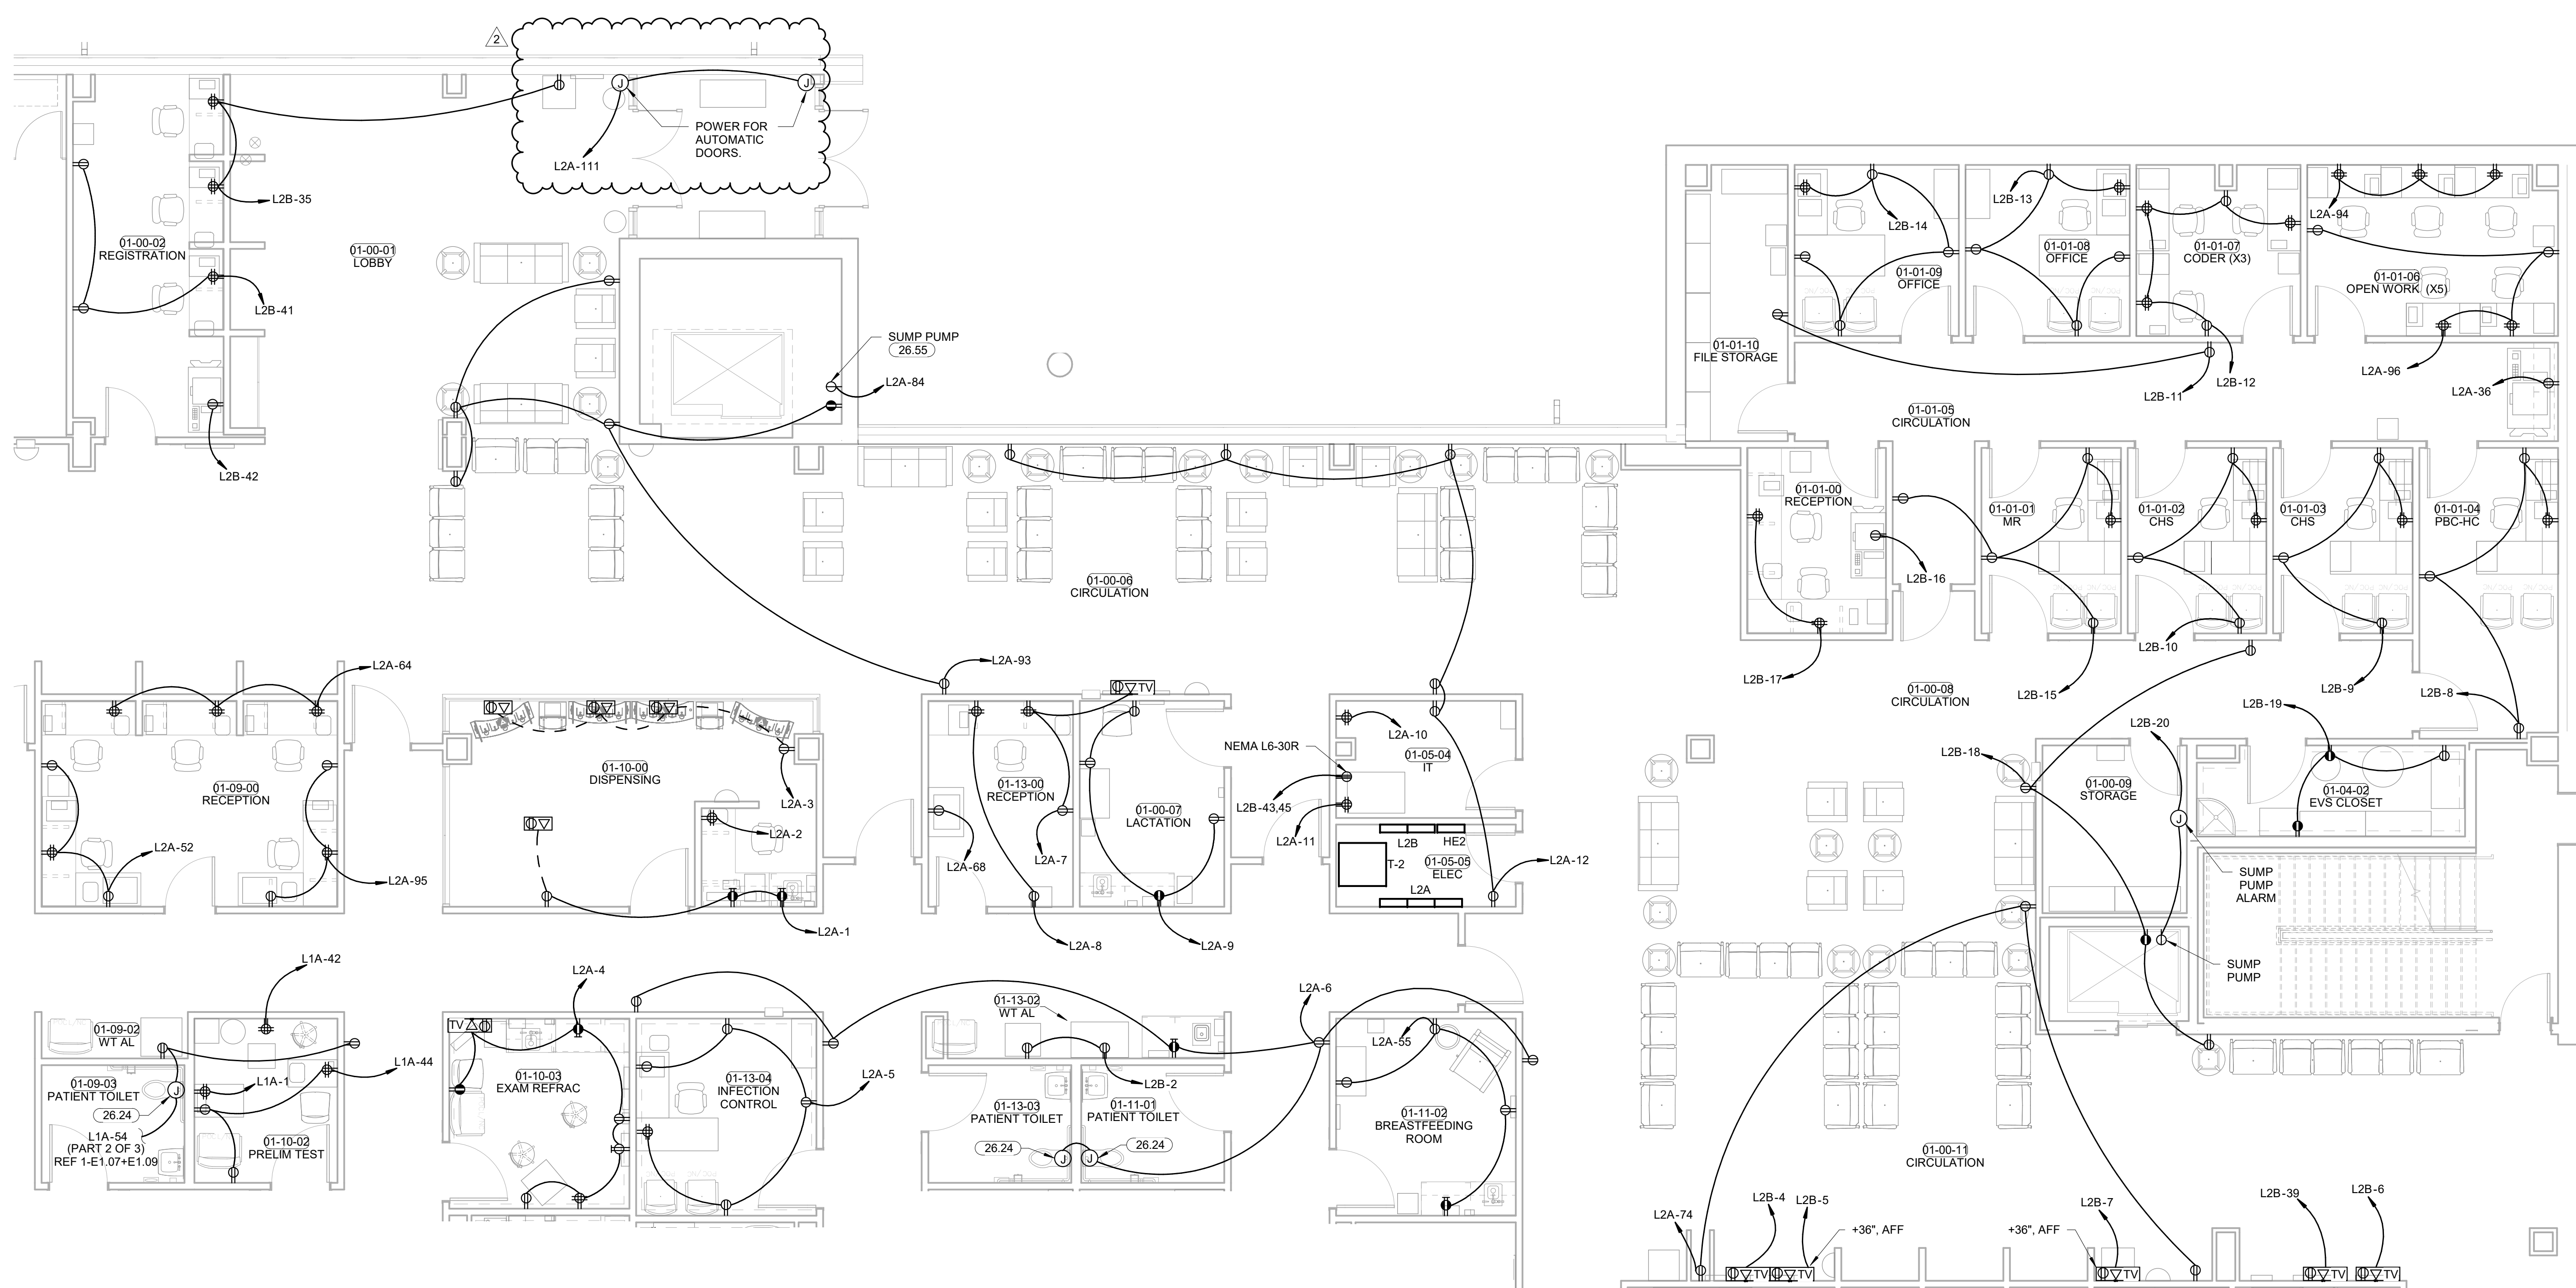 2
POWER FOR
AUTOMATIC
DOORS.
L2A-111
L2B-35
01-00-02
REGISTRATION
01-00-01
LOBBY
L2B-41
L2B-42
SUMP PUMP
26.55
L2A-84
J
J
L2B-14
L2B-13
L2A-94
01-01-09
OFFICE
01-01-08
OFFICE
01-01-07
CODER (X3)
01-01-06
OPEN WORK (X5)
01-01-10
FILE STORAGE
L2B-11
L2B-12
L2A-96
L2A-36
01-01-05
CIRCULATION
01-01-00
RECEPTION
01-01-01
MR
01-01-02
CHS
01-01-03
CHS
01-01-04
PBC-HC
L2B-16
01-00-06
CIRCULATION
L2B-17
L2B-15
L2B-10
L2B-9
L2B-8
01-00-08
CIRCULATION
L2A-64
L2A-93
TV
01-09-00
RECEPTION
L2A-52
L2A-95
01-10-00
DISPENSING
L2A-3
L2A-2
L2A-1
01-13-00
RECEPTION
L2A-68
L2A-7
L2A-8
01-00-07
LACTATION
L2A-9
NEMA L6-30R
L2A-10
01-05-04
IT
L2B-43,45
L2A-11
L2B
HE2
T-2
01-05-05
ELEC
L2A
L2A-12
L2B-18
L2B-20
L2B-19
01-00-09
STORAGE
J
01-04-02
EVS CLOSET
SUMP
PUMP
ALARM
SUMP
PUMP
L1A-42
01-09-02
WT AL
L1A-44
L1A-1
01-09-03
PATIENT TOILET
J
26.24
L1A-54
(PART 2 OF 3)
REF 1-E1.07+E1.09
01-10-02
PRELIM TEST
L2A-4
TV
01-10-03
EXAM REFRAC
01-13-04
INFECTION
CONTROL
L2A-5
01-13-02
WT AL
L2B-2
01-13-03
PATIENT TOILET
01-11-01
PATIENT TOILET
26.24
J
J
26.24
L2A-6
L2A-55
01-11-02
BREASTFEEDING
ROOM
01-00-11
CIRCULATION
L2A-74
L2B-4
L2B-5
+36", AFF
+36", AFF
L2B-7
L2B-39
L2B-6
TV
TV
TV
TV
TV